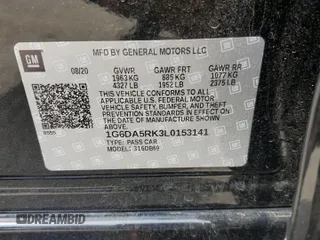 GM
MFD BY GENERAL MOTORS LLC
08/20 GVWR GAWR FRT GAWR RR
1963 KG 885 KG 1077 KG
4327 LB 1952 LB 2375 LB
THIS VEHICLE CONFORMS TO ALL
APPLICABLE U.S. FEDERAL MOTOR VEHICLE
SAFETY, BUMPER, AND THEFT
PREVENTION STANDARDS IN EFFECT ON THE
DATE OF MANUFACTURE SHOWN ABOVE.
1G6DA5RK3L0153141
TYPE: PASS CAR
MODEL: 316DB69
DREAMBID